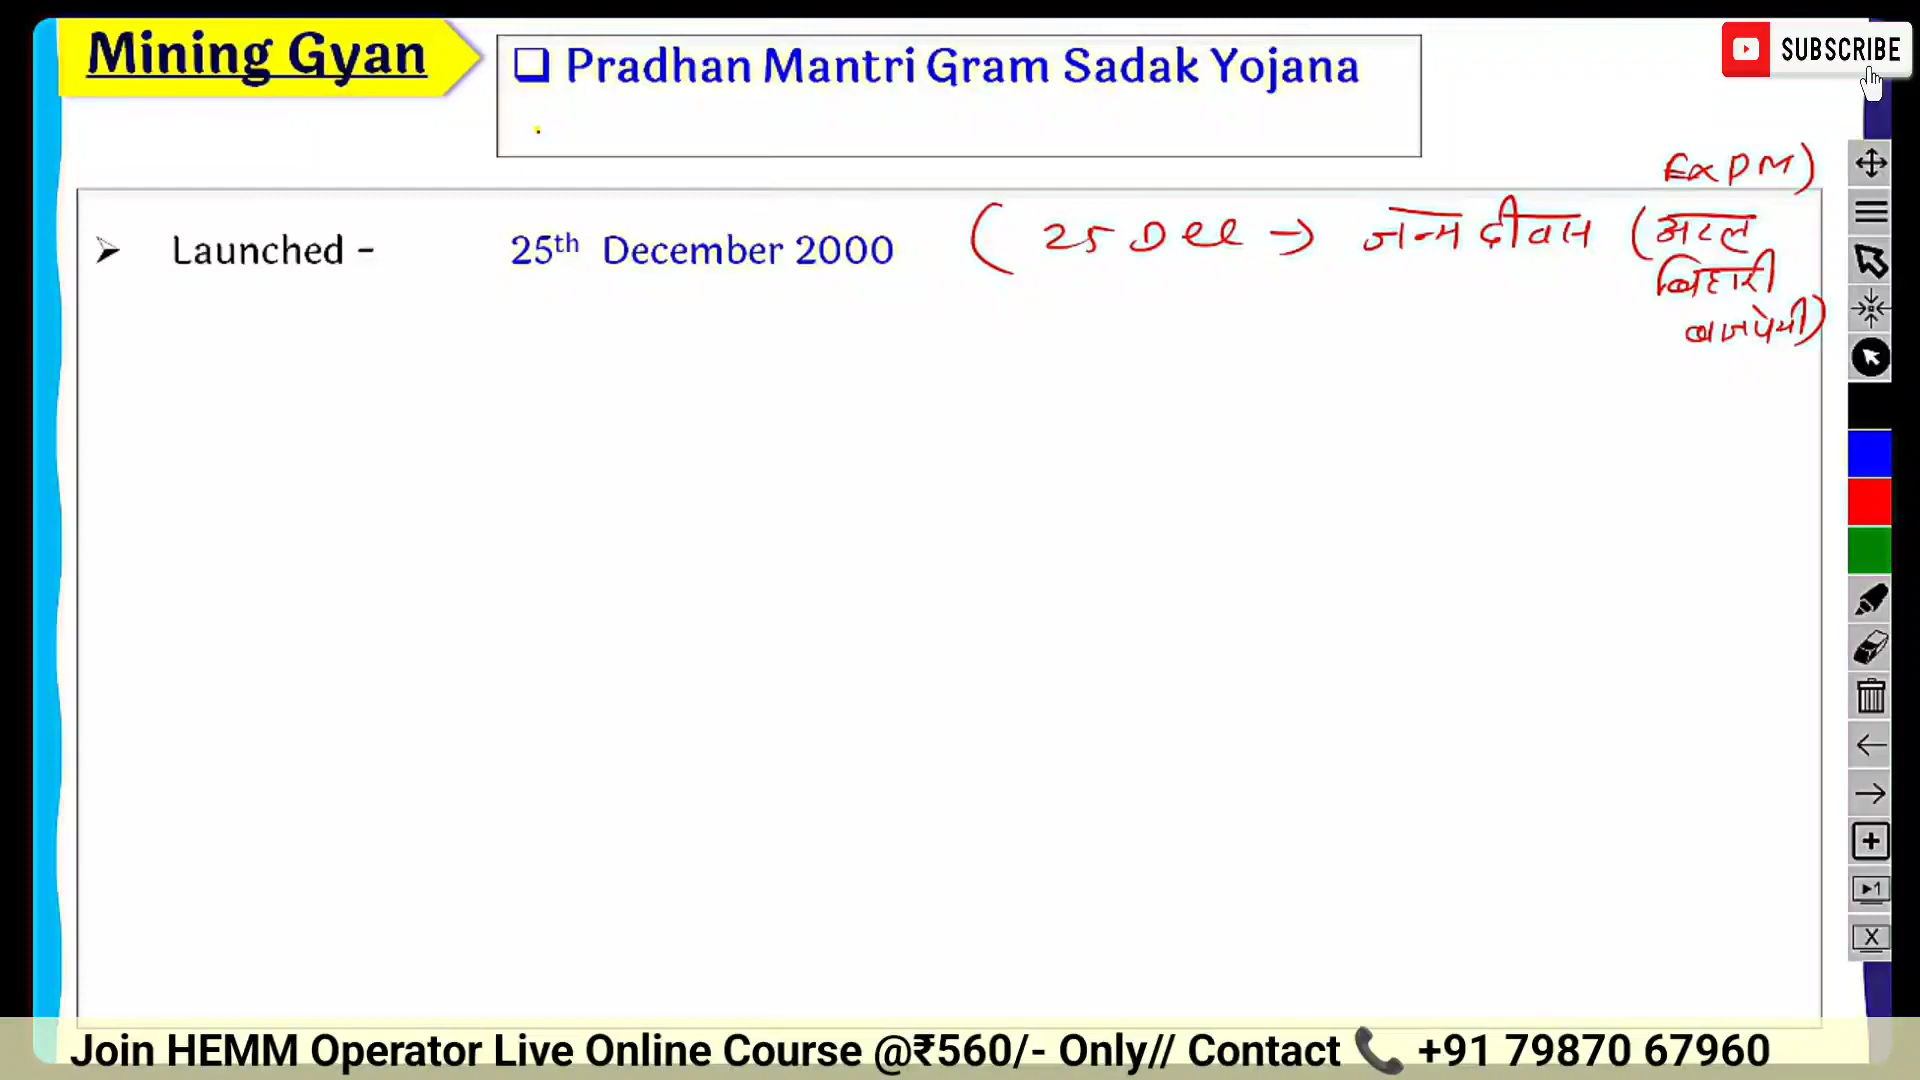 Mining Gyan
❑ Pradhan Mantri Gram Sadak Yojana
SUBSCRIBE
Ex PM)
➢ Launched - 25th December 2000 (25 Dec → जन्म दीवस (अटल
बिहारी
बाजपेयी)
1
X
Join HEMM Operator Live Online Course @₹560/- Only// Contact 📞 +91 79870 67960